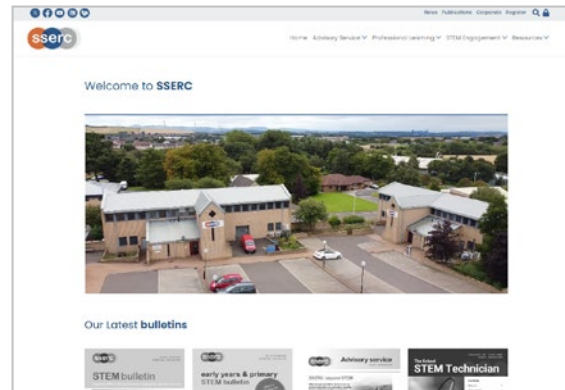 News Publications Corporate Register
sserc
Home Advisory Service Professional Learning STEM Engagement Resources
Welcome to SSERC
Our Latest bulletins
sserc
STEM bulletin
sserc
early years & primary
STEM bulletin
sserc
Advisory service
The School
STEM Technician